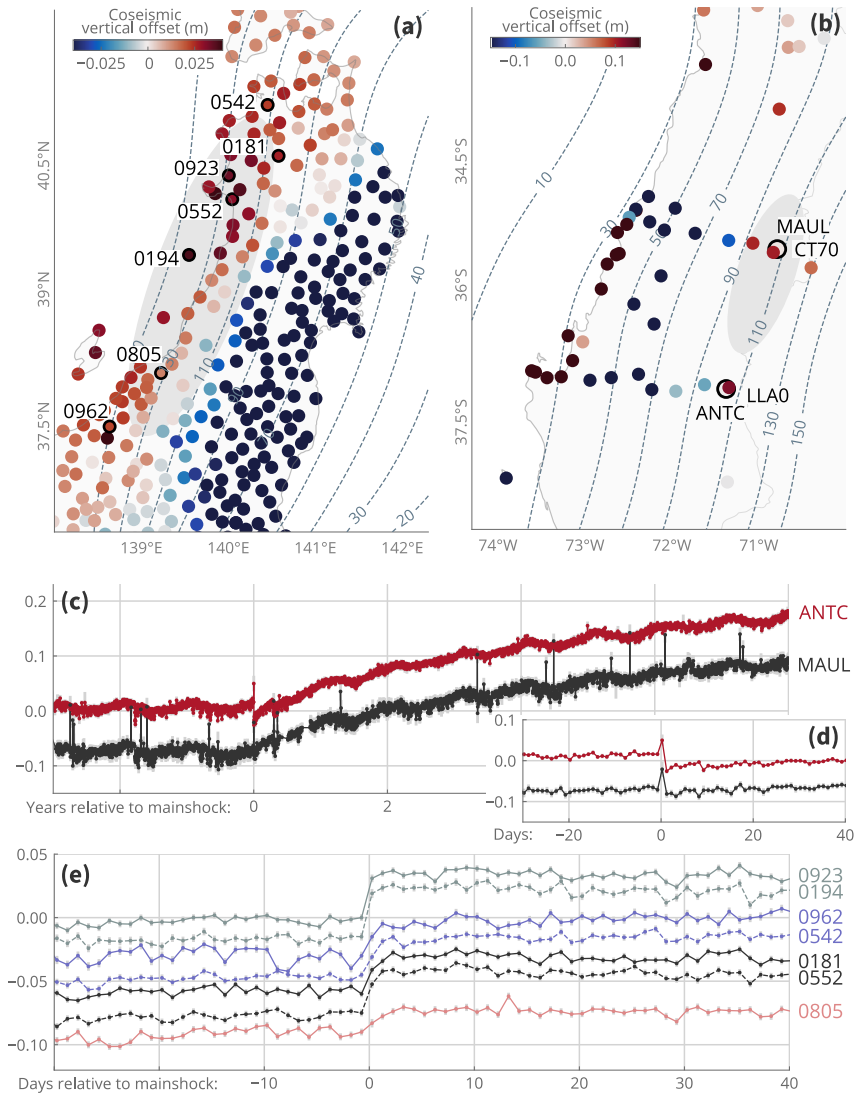 Coseismic
vertical offset (m)
−0.025 0 0.025
(a)
0542
0181
0923
0552
0194
0805
0962
110
50
40
30
20
40.5°N
39°N
37.5°N
139°E 140°E 141°E 142°E
Coseismic
vertical offset (m)
−0.1 0.0 0.1
(b)
10
30
50
70
90
110
130
150
MAUL
CT70
LLA0
ANTC
34.5°S
36°S
37.5°S
74°W 73°W 72°W 71°W
(c)
0.2
0.1
0.0
−0.1
ANTC
MAUL
Years relative to mainshock: 0 2
(d)
0.1
0.0
−0.1
Days: −20 0 20 40
(e)
0.05
0.00
−0.05
−0.10
0923
0194
0962
0542
0181
0552
0805
Days relative to mainshock: −10 0 10 20 30 40